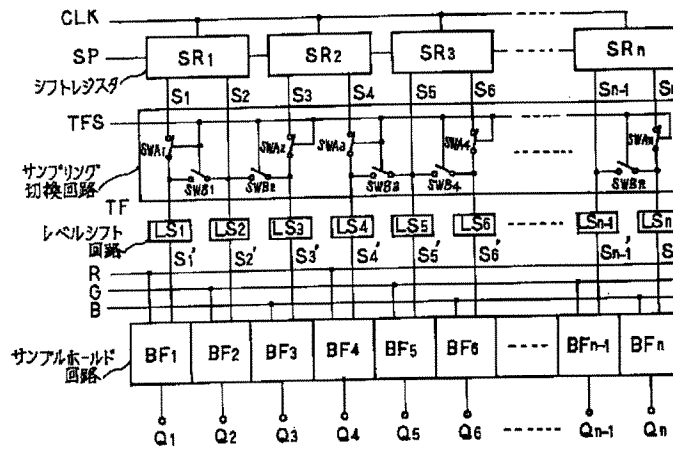 CLK
SP
SR1 SR2 SR3 SRn
シフトレジスタ
S1 S2 S3 S4 S5 S6 Sn-1
TFS
SWA1 SWA2 SWA3 SWA4 SWAn
サンプリング
切換回路
SWB1 SWB2 SWB3 SWB4 SWBn
TF
レベルシフト
回路
LS1 LS2 LS3 LS4 LS5 LS6 LSn-1 LSn
S1' S2' S3' S4' S5' S6' Sn-1'
R
G
B
サンプルホールド
回路
BF1 BF2 BF3 BF4 BF5 BF6 BFn-1 BFn
Q1 Q2 Q3 Q4 Q5 Q6 Qn-1 Qn